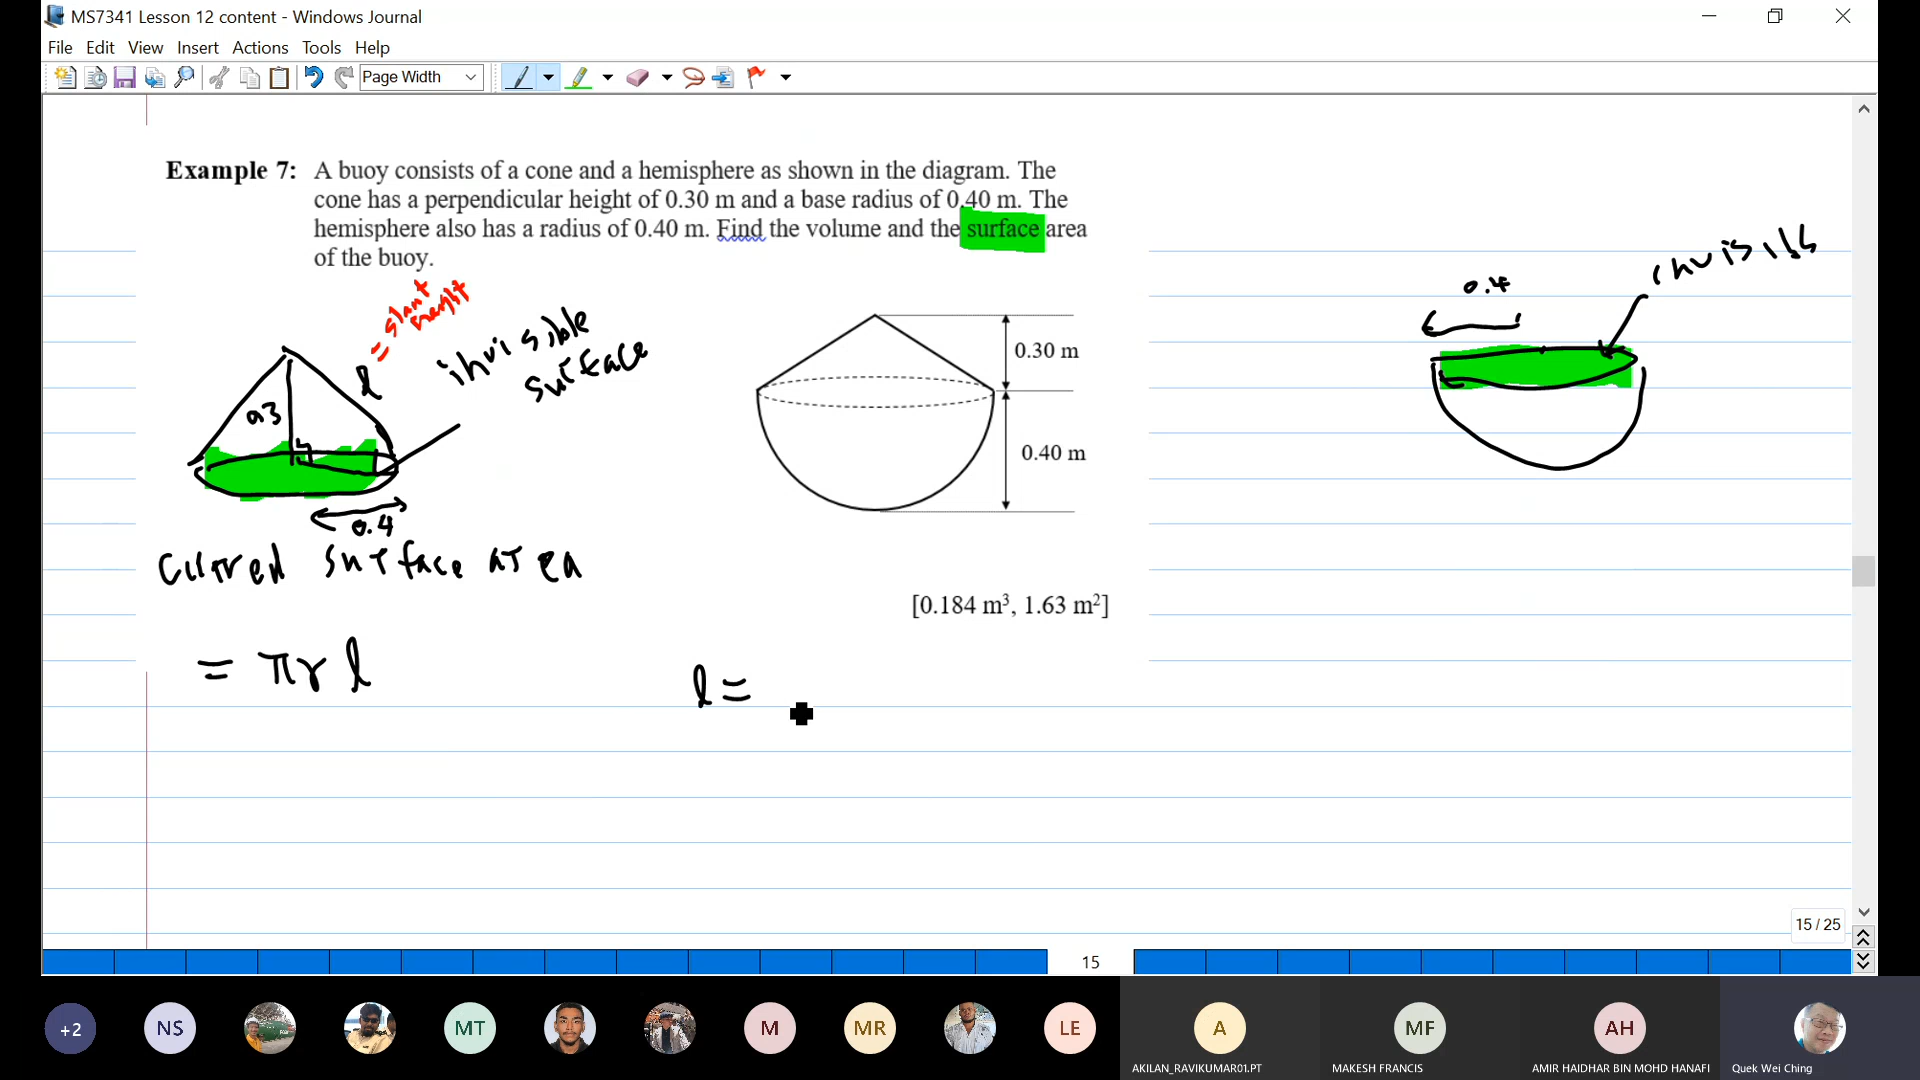 MS7341 Lesson 12 content - Windows Journal
File Edit View Insert Actions Tools Help
Page Width
Example 7: A buoy consists of a cone and a hemisphere as shown in the diagram. The
cone has a perpendicular height of 0.30 m and a base radius of 0.40 m. The
hemisphere also has a radius of 0.40 m. Find the volume and the surface area
of the buoy.
l = slant height
invisible
surface
0.3
0.4
0.30 m
0.40 m
0.4
invisible
curved surface area
[0.184 m³, 1.63 m²]
= πr l
l =
15 / 25
15
+2
NS
MT
M
MR
LE
A
MF
AH
AKILAN_RAVIKUMAR01.PT
MAKESH FRANCIS
AMIR HAIDHAR BIN MOHD HANAFI
Quek Wei Ching